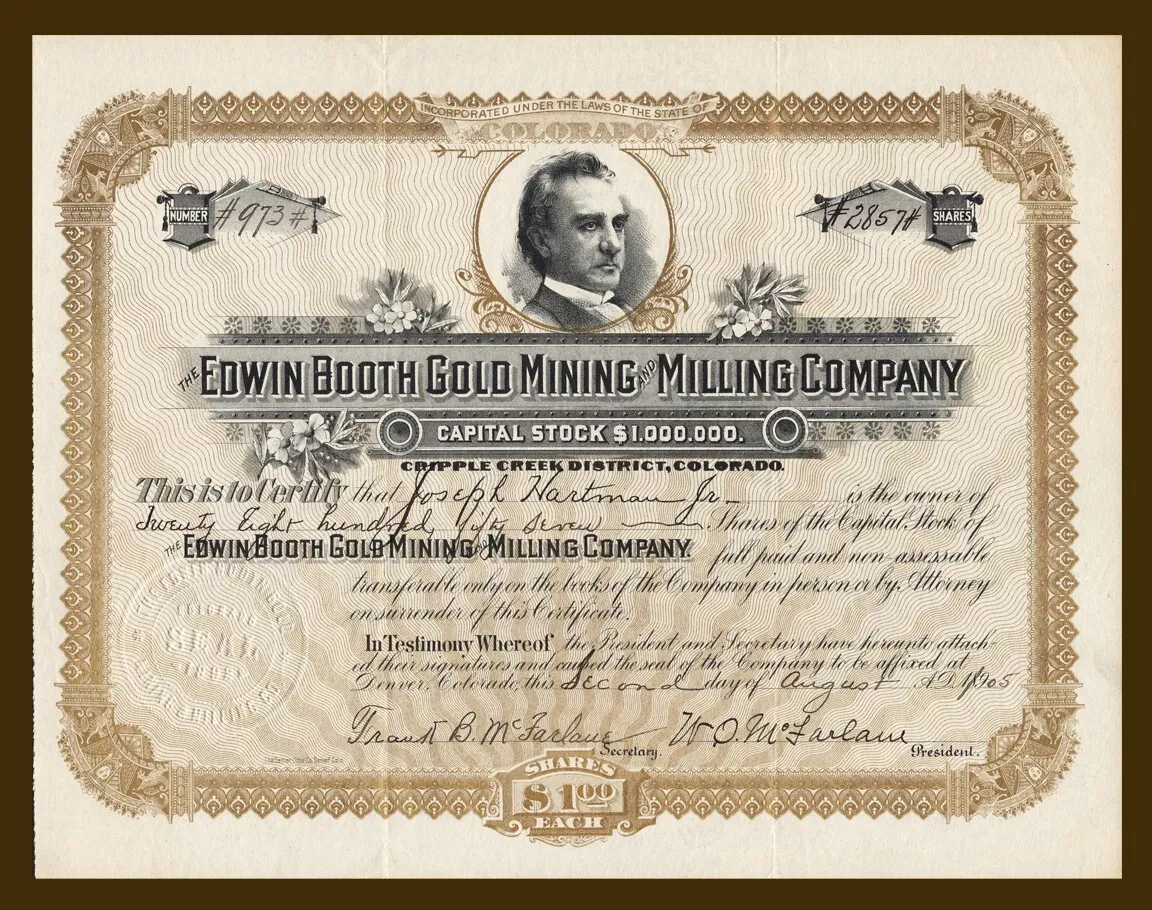 INCORPORATED UNDER THE LAWS OF THE STATE OF
COLORADO
NUMBER #973#
#2857# SHARES
THE EDWIN BOOTH GOLD MINING AND MILLING COMPANY
CAPITAL STOCK $1.000.000.
CRIPPLE CREEK DISTRICT, COLORADO.
This is to Certify that Joseph Hartman Jr. is the owner of
Twenty Eight hundred fifty seven Shares of the Capital Stock of
THE EDWIN BOOTH GOLD MINING AND MILLING COMPANY. full paid and non-assessable
transferable only on the books of the Company in person or by Attorney
on surrender of this Certificate.
In Testimony Whereof the President and Secretary have hereunto attach-
ed their signatures and caused the seal of the Company to be affixed at
Denver, Colorado, this Second day of August A.D. 1905
Frank B. McFarlane Secretary. W. O. McFarlane President.
SEAL
SHARES
$1 00
EACH